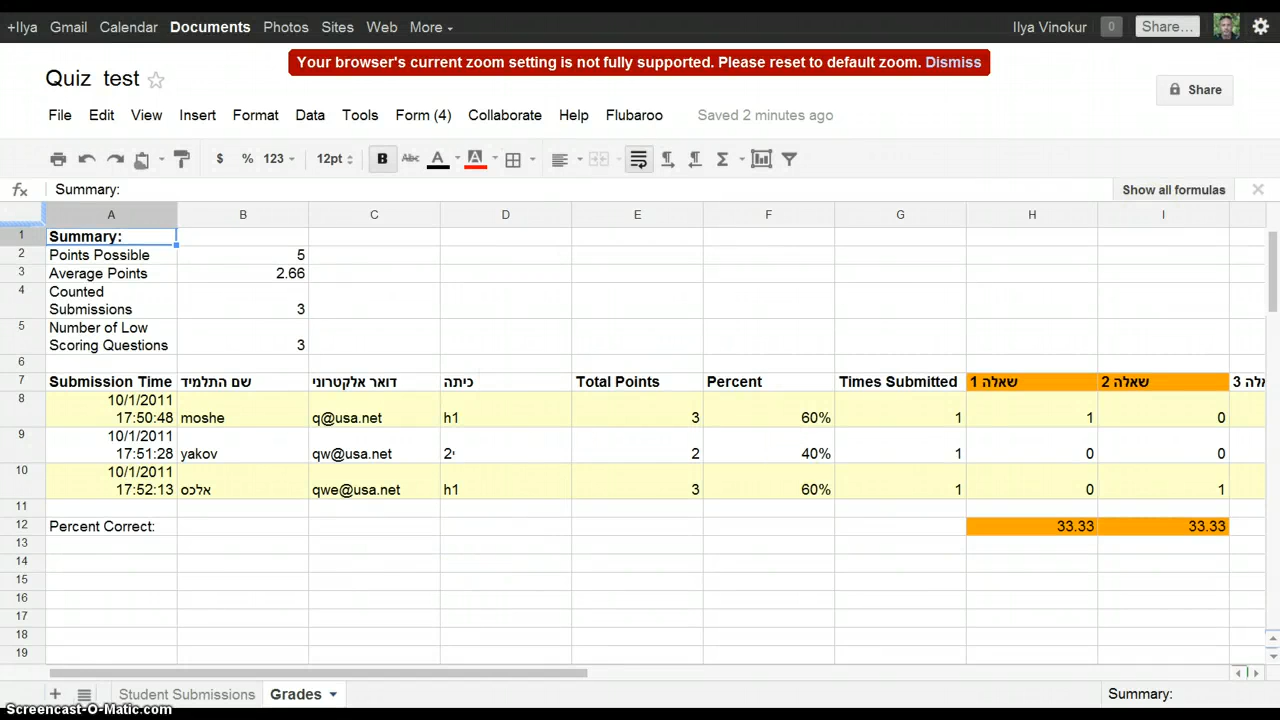 +Ilya Gmail Calendar Documents Photos Sites Web More Ilya Vinokur 0 Share...
Your browser's current zoom setting is not fully supported. Please reset to default zoom. Dismiss
Quiz test
Share
File Edit View Insert Format Data Tools Form (4) Collaborate Help Flubaroo Saved 2 minutes ago
$ % 123 12pt B Abc A A Σ
fx Summary: Show all formulas
A B C D E F G H I
1 Summary:
2 Points Possible 5
3 Average Points 2.66
4 Counted
Submissions 3
5 Number of Low
Scoring Questions 3
6
7 Submission Time שם התלמיד דואר אלקטרוני כיתה Total Points Percent Times Submitted שאלה 1 שאלה 2 לה 3
8 10/1/2011
17:50:48 moshe q@usa.net h1 3 60% 1 1 0
9 10/1/2011
17:51:28 yakov qw@usa.net י2 2 40% 1 0 0
10 10/1/2011
17:52:13 אלכס qwe@usa.net h1 3 60% 1 0 1
11
12 Percent Correct: 33.33 33.33
13
14
15
16
17
18
19
+ Student Submissions Grades Summary:
Screencast-O-Matic.com